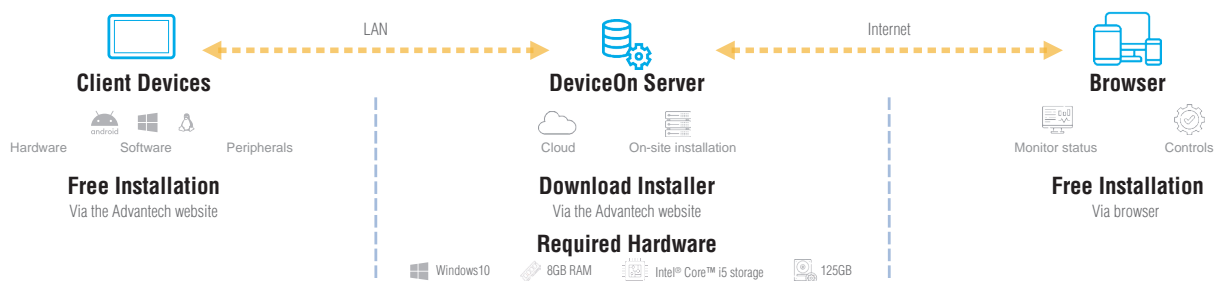 LAN
Internet
Client Devices
DeviceOn Server
Browser
android
Hardware
Software
Peripherals
Cloud
On-site installation
Monitor status
Controls
Free Installation
Via the Advantech website
Download Installer
Via the Advantech website
Free Installation
Via browser
Required Hardware
Windows10
8GB RAM
Intel® Core™ i5 storage
125GB